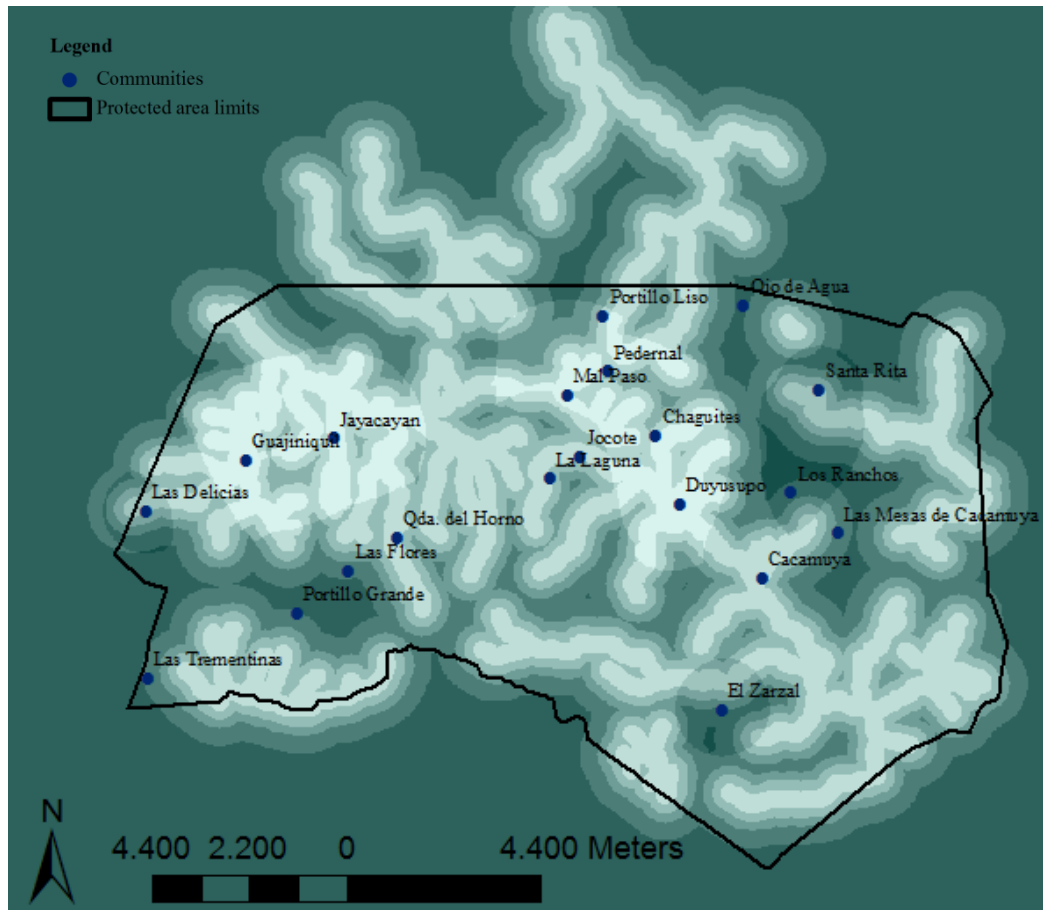 Legend
Communities
Protected area limits
Ojo de Agua
Portillo Liso
Pedernal
Santa Rita
Mal Paso
Chaguites
Jayacayan
Jocote
Guajiniquil
La Laguna
Los Ranchos
Las Delicias
Duyusupo
Las Mesas de Cacamuya
Qda. del Horno
Las Flores
Cacamuya
Portillo Grande
Las Trementinas
El Zarzal
N
4.400 2.200 0 4.400 Meters